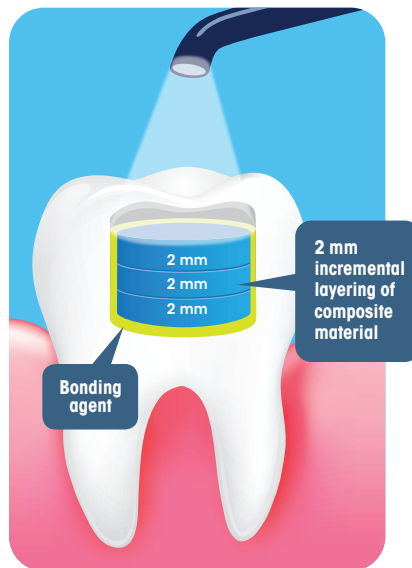 2 mm
2 mm
2 mm
2 mm
incremental
layering of
composite
material
Bonding
agent